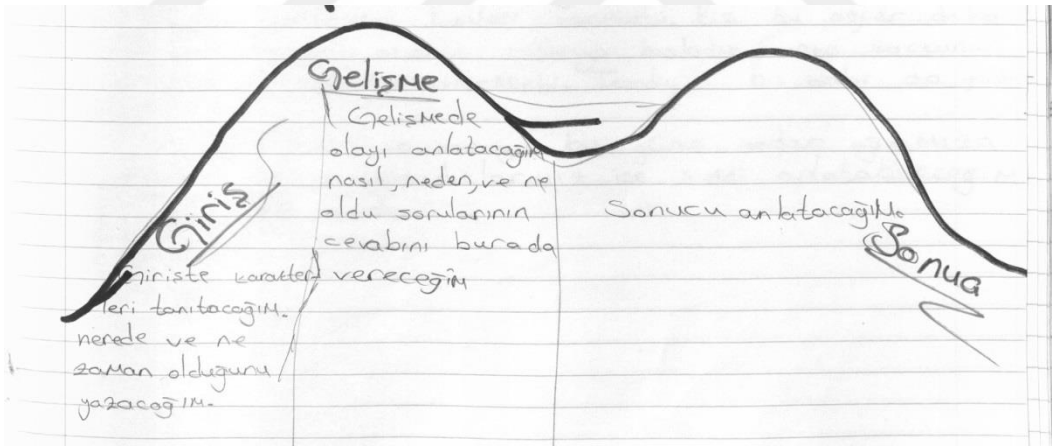 Giriş
Girişte karakter
leri tanıtacağım.
nerede ve ne
zaman olduğunu
yazacağım.
Gelişme
Gelişmede
olayı anlatacağım
nasıl, neden, ve ne
oldu sorularının
cevabını burada
vereceğim
Sonucu anlatacağım.
Sonuç